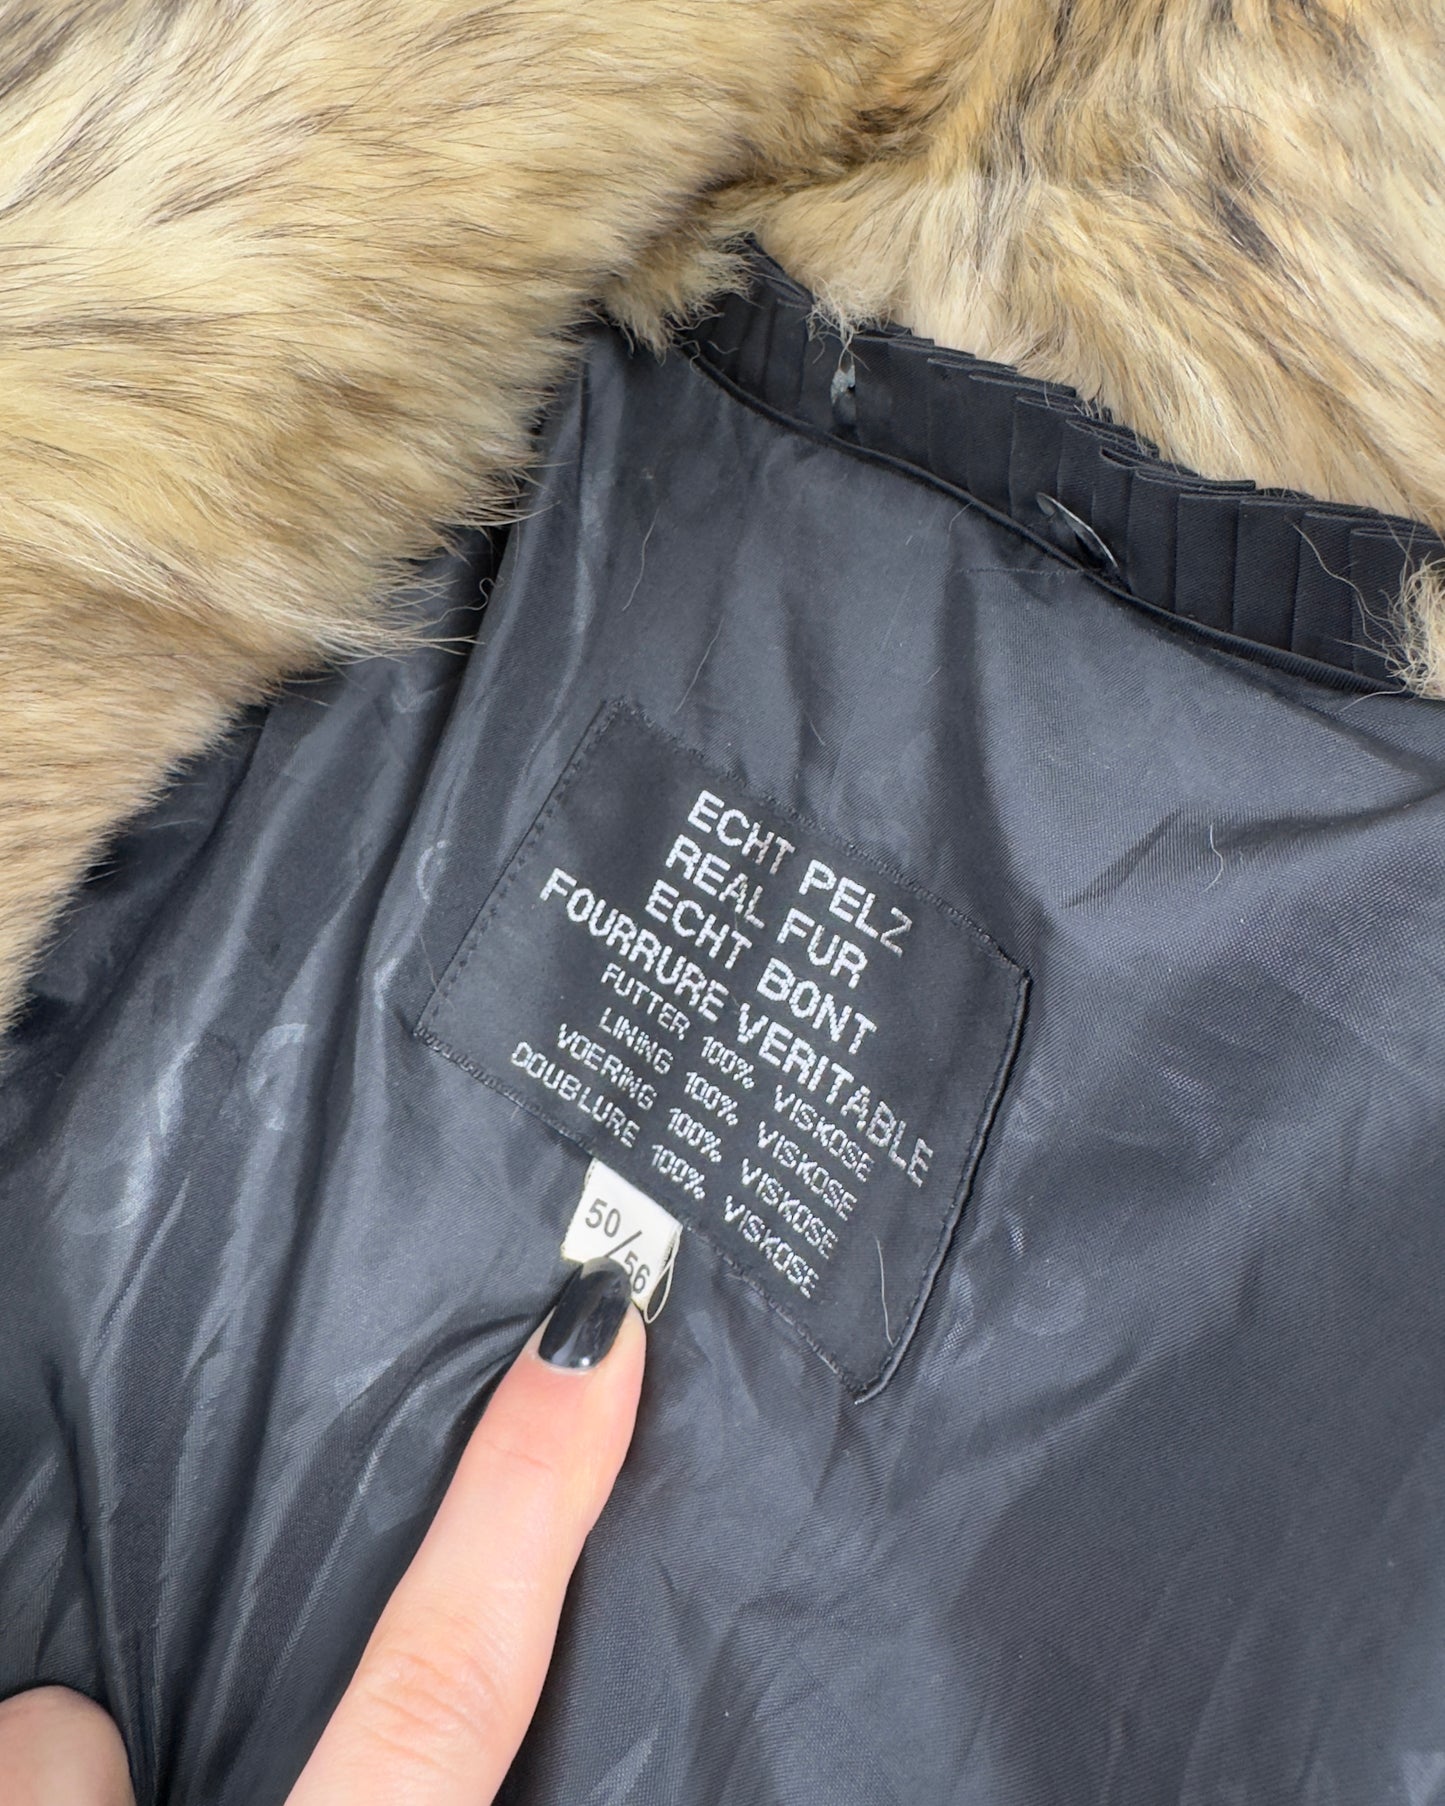 ECHT PELZ
REAL FUR
ECHT BONT
FOURRURE VERITABLE
FUTTER 100% VISKOSE
LINING 100% VISKOSE
VOERING 100% VISKOSE
DOUBLURE 100% VISKOSE
50/56